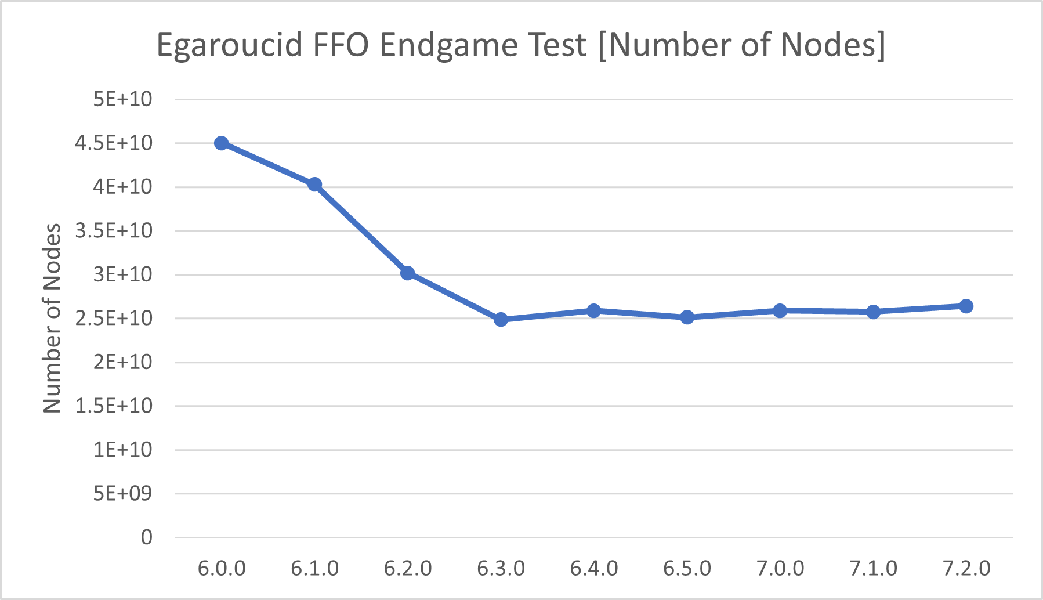 Egaroucid FFO Endgame Test [Number of Nodes]
Number of Nodes
5E+10
4.5E+10
4E+10
3.5E+10
3E+10
2.5E+10
2E+10
1.5E+10
1E+10
5E+09
0
6.0.0 6.1.0 6.2.0 6.3.0 6.4.0 6.5.0 7.0.0 7.1.0 7.2.0